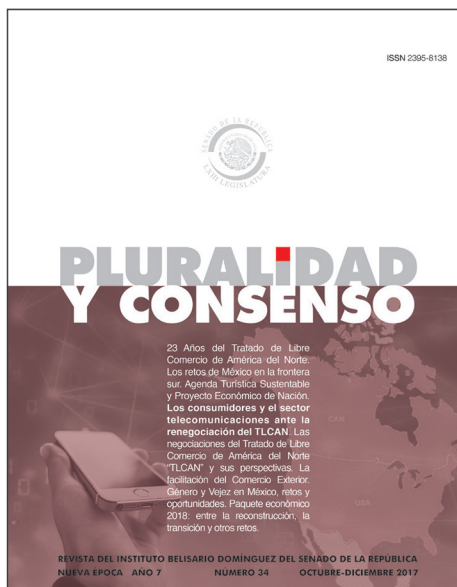 ISSN 2395-8138
SENADO DE LA REPÚBLICA
LXIII LEGISLATURA
PLURALiDAD
Y CONSENSO
23 Años del Tratado de Libre
Comercio de América del Norte.
Los retos de México en la frontera
sur. Agenda Turística Sustentable
y Proyecto Económico de Nación.
Los consumidores y el sector
telecomunicaciones ante la
renegociación del TLCAN. Las
negociaciones del Tratado de Libre
Comercio de América del Norte
"TLCAN" y sus perspectivas. La
facilitación del Comercio Exterior.
Género y Vejez en México, retos y
oportunidades. Paquete económico
2018: entre la reconstrucción, la
transición y otros retos.
CAN
USA
REVISTA DEL INSTITUTO BELISARIO DOMÍNGUEZ DEL SENADO DE LA REPÚBLICA
NUEVA ÉPOCA AÑO 7 NÚMERO 34 OCTUBRE-DICIEMBRE 2017